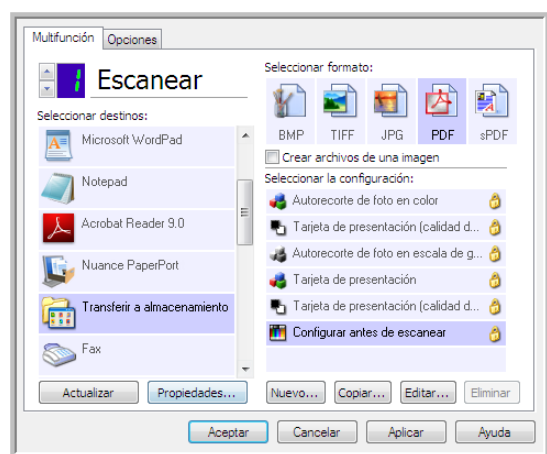 Multifunción Opciones
1 Escanear
Seleccionar destinos:
Microsoft WordPad
Notepad
Acrobat Reader 9.0
Nuance PaperPort
Transferir a almacenamiento
Fax
Actualizar Propiedades...
Seleccionar formato:
BMP TIFF JPG PDF sPDF
Crear archivos de una imagen
Seleccionar la configuración:
Autorecorte de foto en color
Tarjeta de presentación (calidad d...
Autorecorte de foto en escala de g...
Tarjeta de presentación
Tarjeta de presentación (calidad d...
Configurar antes de escanear
Nuevo... Copiar... Editar... Eliminar
Aceptar Cancelar Aplicar Ayuda